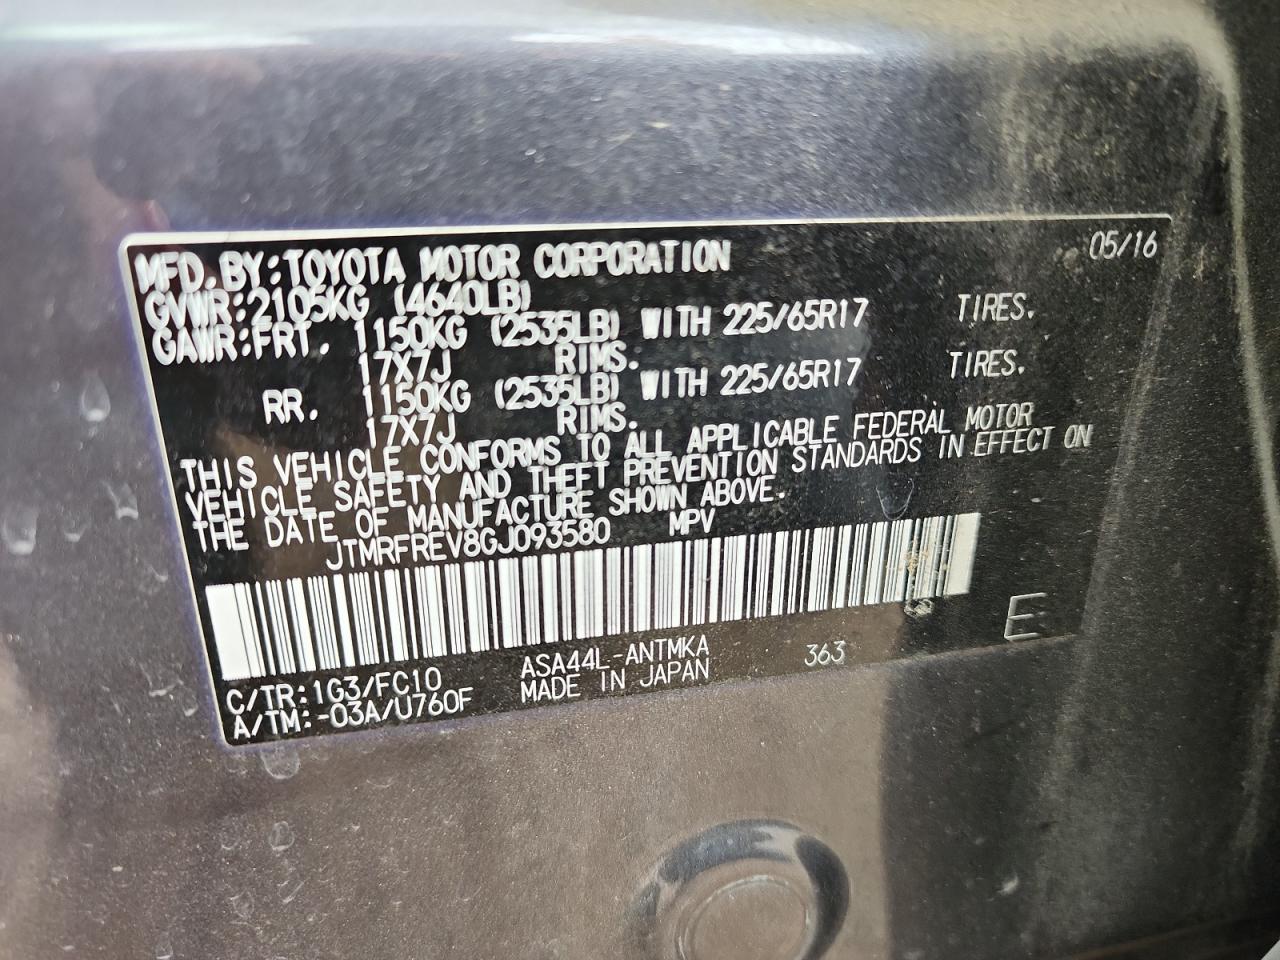 MFD. BY: TOYOTA MOTOR CORPORATION 05/16
GVWR: 2105KG (4640LB)
GAWR: FRT. 1150KG (2535LB) WITH 225/65R17 TIRES.
17X7J RIMS.
RR. 1150KG (2535LB) WITH 225/65R17 TIRES.
17X7J RIMS.
THIS VEHICLE CONFORMS TO ALL APPLICABLE FEDERAL MOTOR
VEHICLE SAFETY AND THEFT PREVENTION STANDARDS IN EFFECT ON
THE DATE OF MANUFACTURE SHOWN ABOVE.
JTMRFREV8GJ093580 MPV
E
C/TR: 1G3/FC10 ASA44L-ANTMKA 363
A/TM: -03A/U760F MADE IN JAPAN